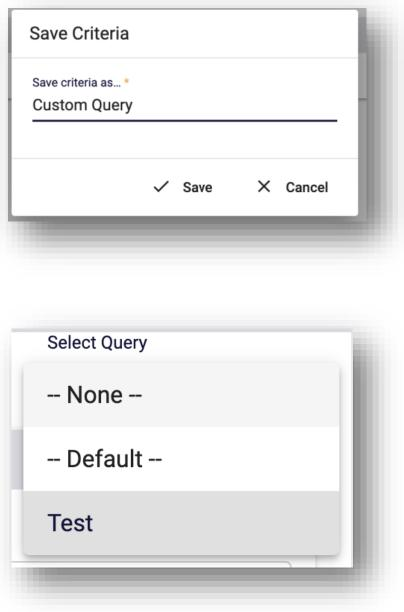 Save Criteria
Save criteria as... *
Custom Query
Save
Cancel
Select Query
-- None --
-- Default --
Test